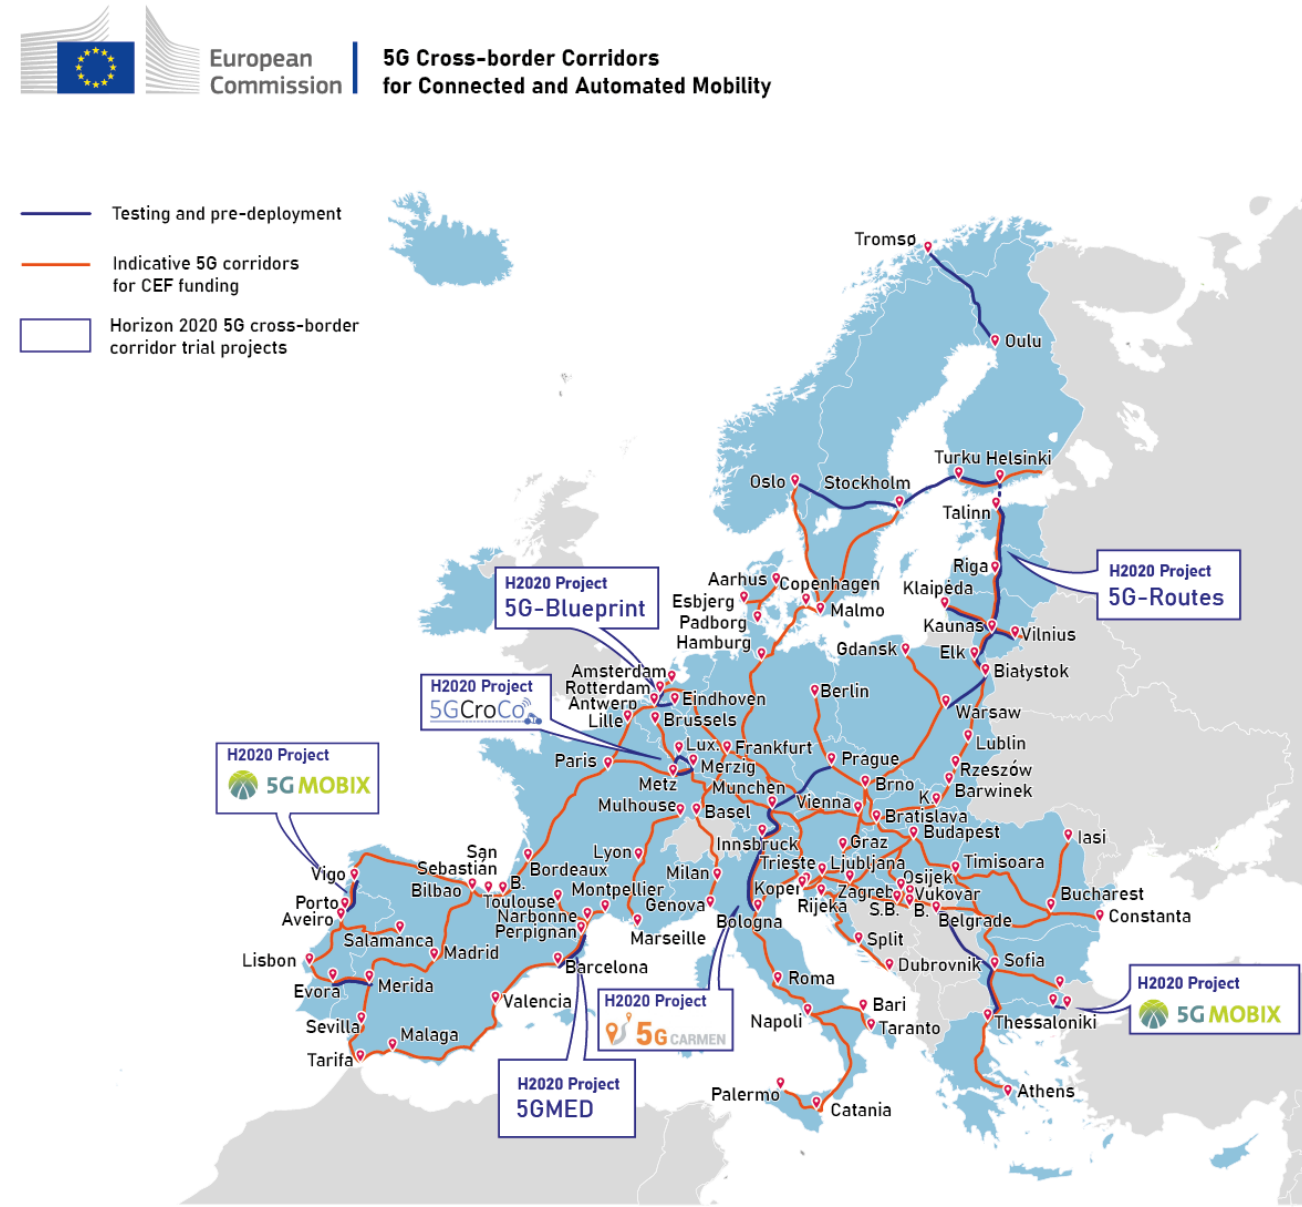 European
Commission
5G Cross-border Corridors
for Connected and Automated Mobility
Testing and pre-deployment
Indicative 5G corridors
for CEF funding
Horizon 2020 5G cross-border
corridor trial projects
Tromsø
Oulu
Turku Helsinki
Oslo
Stockholm
Talinn
Riga
H2020 Project
5G-Routes
Aarhus
Copenhagen
Klaipėda
H2020 Project
5G-Blueprint
Esbjerg
Malmo
Padborg
Kaunas
Vilnius
Hamburg
Gdansk
Elk
Białystok
Amsterdam
Rotterdam
Berlin
H2020 Project
5GCroCo
Antwerp
Eindhoven
Lille
Brussels
Warsaw
Lux.
Frankfurt
Lublin
H2020 Project
5G MOBIX
Paris
Merzig
Prague
Rzeszów
Metz
Munchen
Brno
Barwinek
Mulhouse
Basel
Vienna
K.
Bratislava
Budapest
Iasi
Innsbruck
Graz
San
Sebastián
Lyon
Bordeaux
Trieste
Ljubljana
Timisoara
Vigo
Bilbao
B.
Milan
Koper
Zagreb
Osijek
Toulouse
Montpellier
Vukovar
Bucharest
Porto
Narbonne
Genova
Rijeka
S.B.
B.
Aveiro
Perpignan
Bologna
Belgrade
Constanta
Salamanca
Marseille
Split
Madrid
Lisbon
Barcelona
Dubrovnik
Sofia
Evora
Merida
Valencia
Roma
H2020 Project
5G CARMEN
H2020 Project
5G MOBIX
Bari
Sevilla
Napoli
Taranto
Thessaloniki
Malaga
Tarifa
H2020 Project
5GMED
Palermo
Catania
Athens